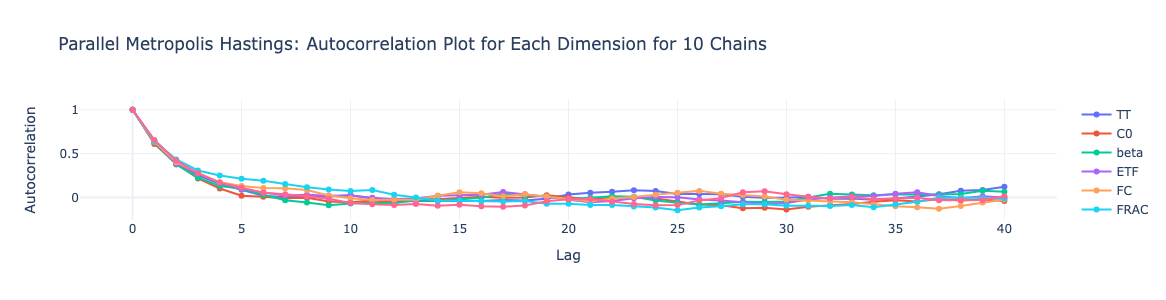 Parallel Metropolis Hastings: Autocorrelation Plot for Each Dimension for 10 Chains
Autocorrelation
1
0.5
0
0 5 10 15 20 25 30 35 40
Lag
TT
C0
beta
ETF
FC
FRAC